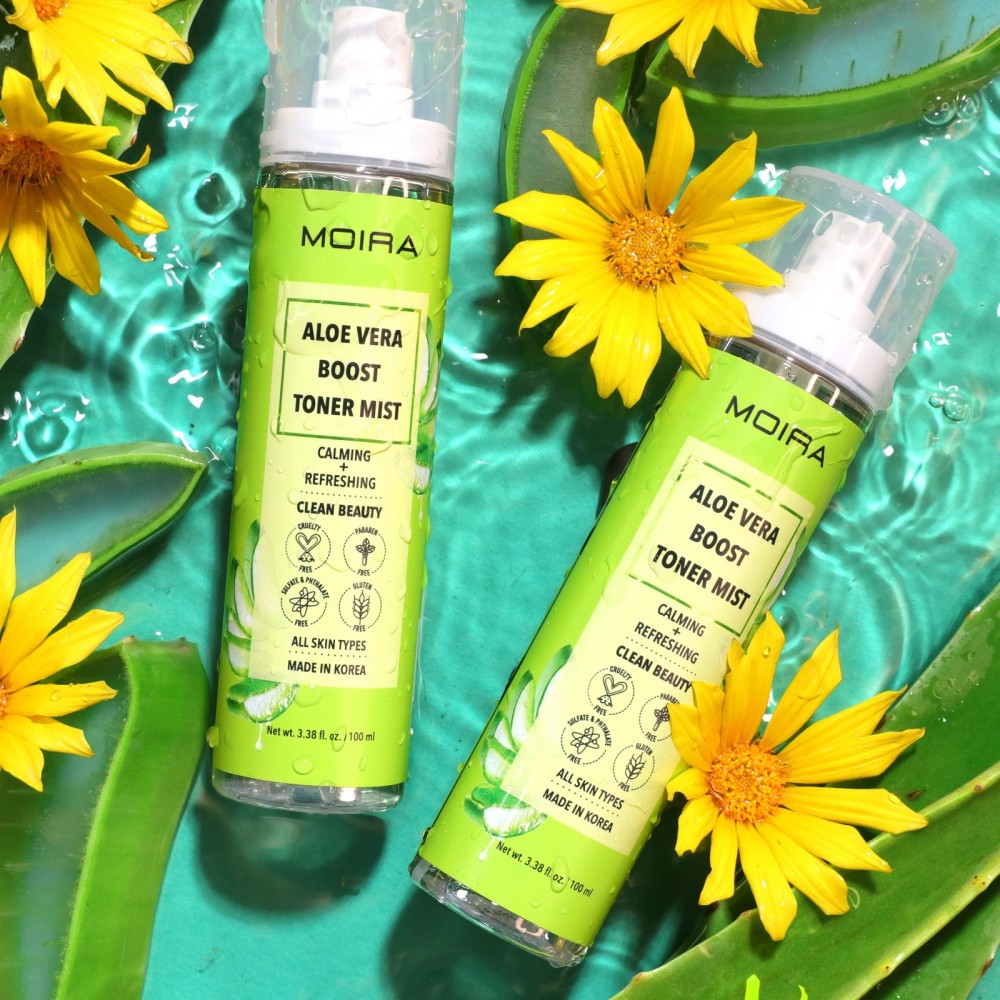 MOIRA
ALOE VERA
BOOST
TONER MIST
CALMING
+
REFRESHING
CLEAN BEAUTY
CRUELTY
FREE
PARABEN
FREE
SULFATE & PHTHALATE
FREE
GLUTEN
FREE
ALL SKIN TYPES
MADE IN KOREA
Net wt. 3.38 fl. oz. / 100 ml
MOIRA
ALOE VERA
BOOST
TONER MIST
CALMING
+
REFRESHING
CLEAN BEAUTY
CRUELTY
FREE
SULFATE & PHTHALATE
FREE
GLUTEN
FREE
ALL SKIN TYPES
MADE IN KOREA
Net wt. 3.38 fl. oz. / 100 ml